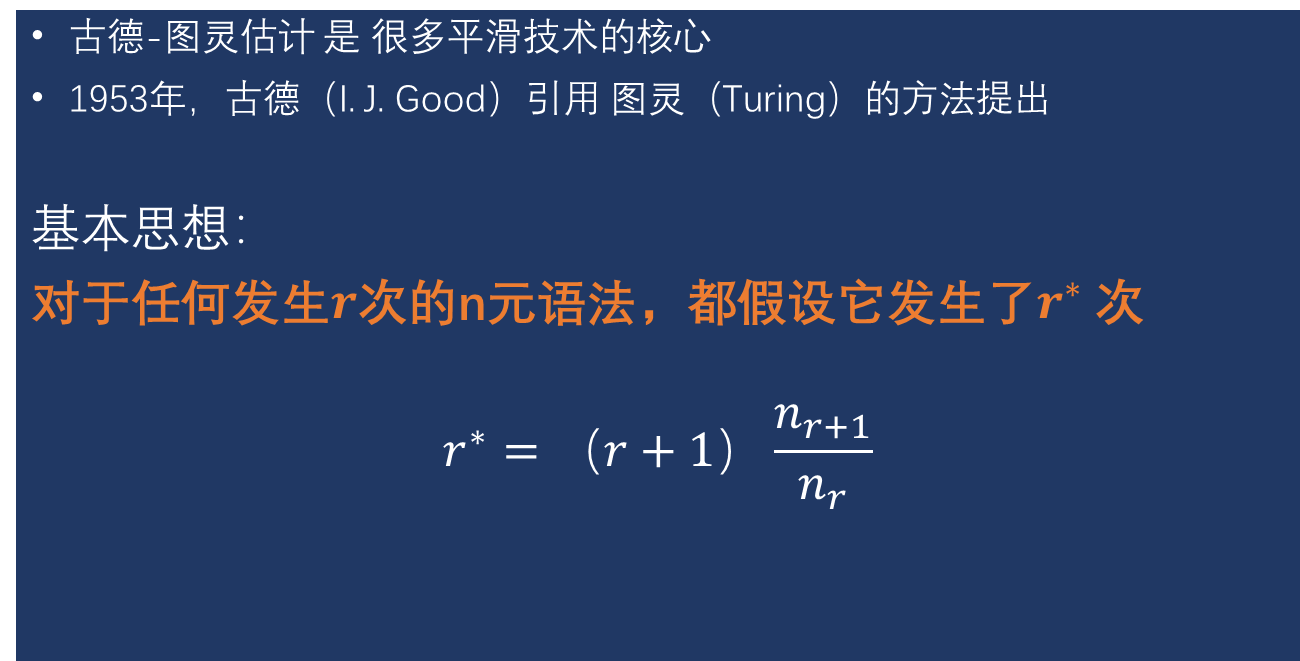 • 古德-图灵估计 是 很多平滑技术的核心
• 1953年，古德（I. J. Good）引用 图灵（Turing）的方法提出
基本思想：
对于任何发生r次的n元语法，都假设它发生了r* 次
r* = （r + 1） n_{r+1} / n_r